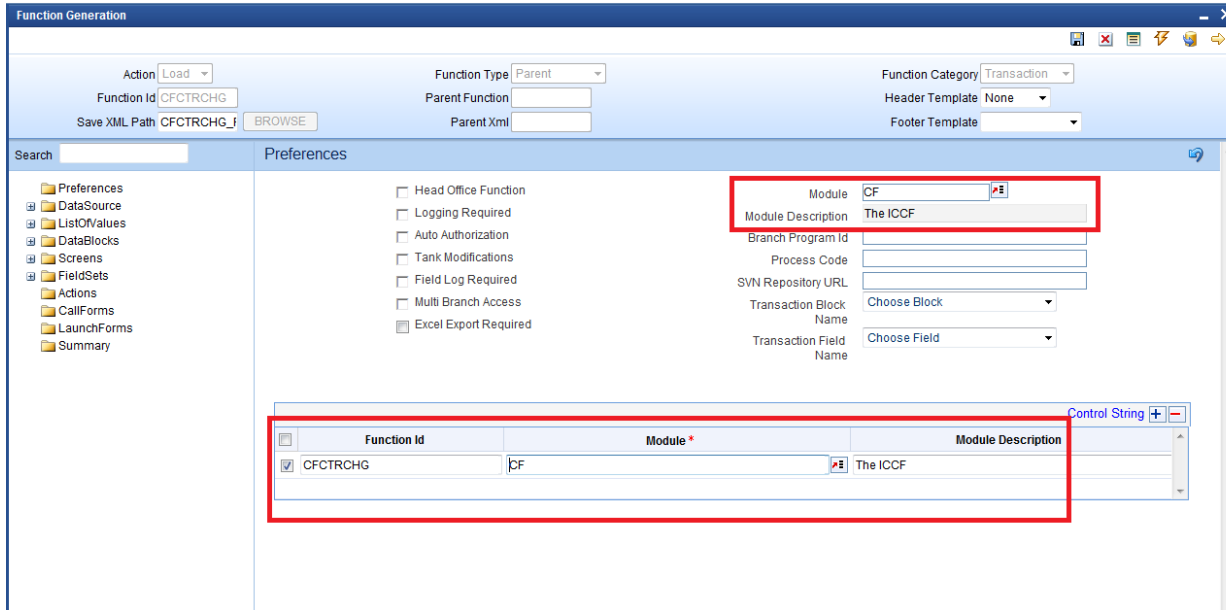 Function Generation
Action Load
Function Type Parent
Function Category Transaction
Function Id CFCTRCHG
Parent Function
Header Template None
Save XML Path CFCTRCHG_F BROWSE
Parent Xml
Footer Template
Search
Preferences
Preferences
DataSource
ListOfValues
DataBlocks
Screens
FieldSets
Actions
CallForms
LaunchForms
Summary
Head Office Function
Logging Required
Auto Authorization
Tank Modifications
Field Log Required
Multi Branch Access
Excel Export Required
Module CF
Module Description The ICCF
Branch Program Id
Process Code
SVN Repository URL
Transaction Block Name Choose Block
Transaction Field Name Choose Field
Control String
Function Id Module * Module Description
CFCTRCHG CF The ICCF